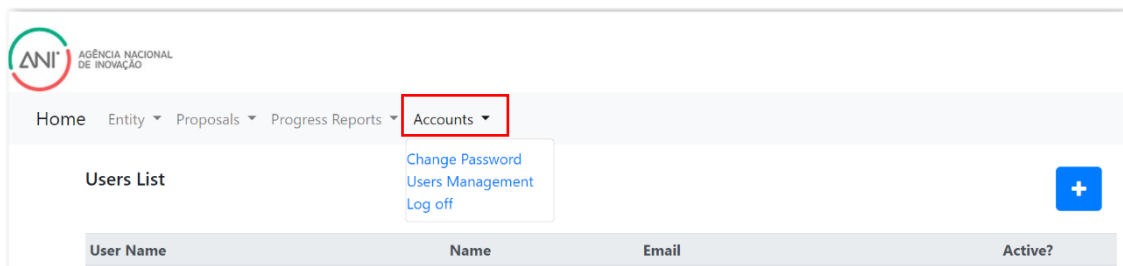 ANI
AGÊNCIA NACIONAL
DE INOVAÇÃO
Home Entity Proposals Progress Reports Accounts
Change Password
Users Management
Log off
Users List
+
User Name Name Email Active?